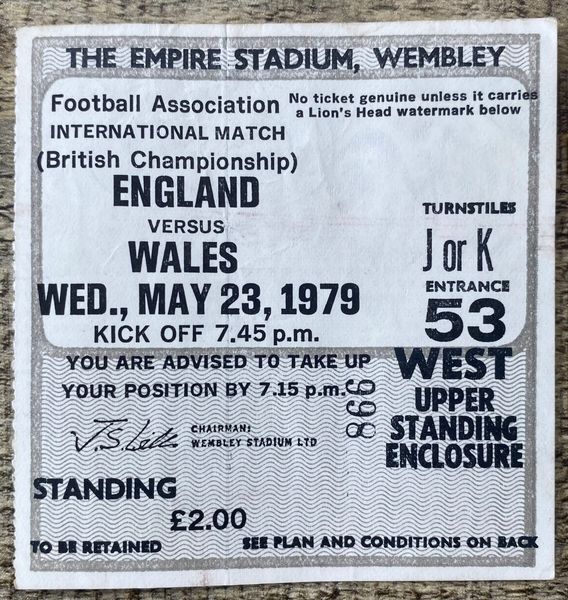 THE EMPIRE STADIUM, WEMBLEY
Football Association
No ticket genuine unless it carries
a Lion's Head watermark below
INTERNATIONAL MATCH
(British Championship)
ENGLAND
VERSUS
WALES
WED., MAY 23, 1979
KICK OFF 7.45 p.m.
TURNSTILES
J or K
ENTRANCE
53
WEST
UPPER
STANDING
ENCLOSURE
YOU ARE ADVISED TO TAKE UP
YOUR POSITION BY 7.15 p.m.
CHAIRMAN:
WEMBLEY STADIUM LTD
STANDING
£2.00
TO BE RETAINED
SEE PLAN AND CONDITIONS ON BACK